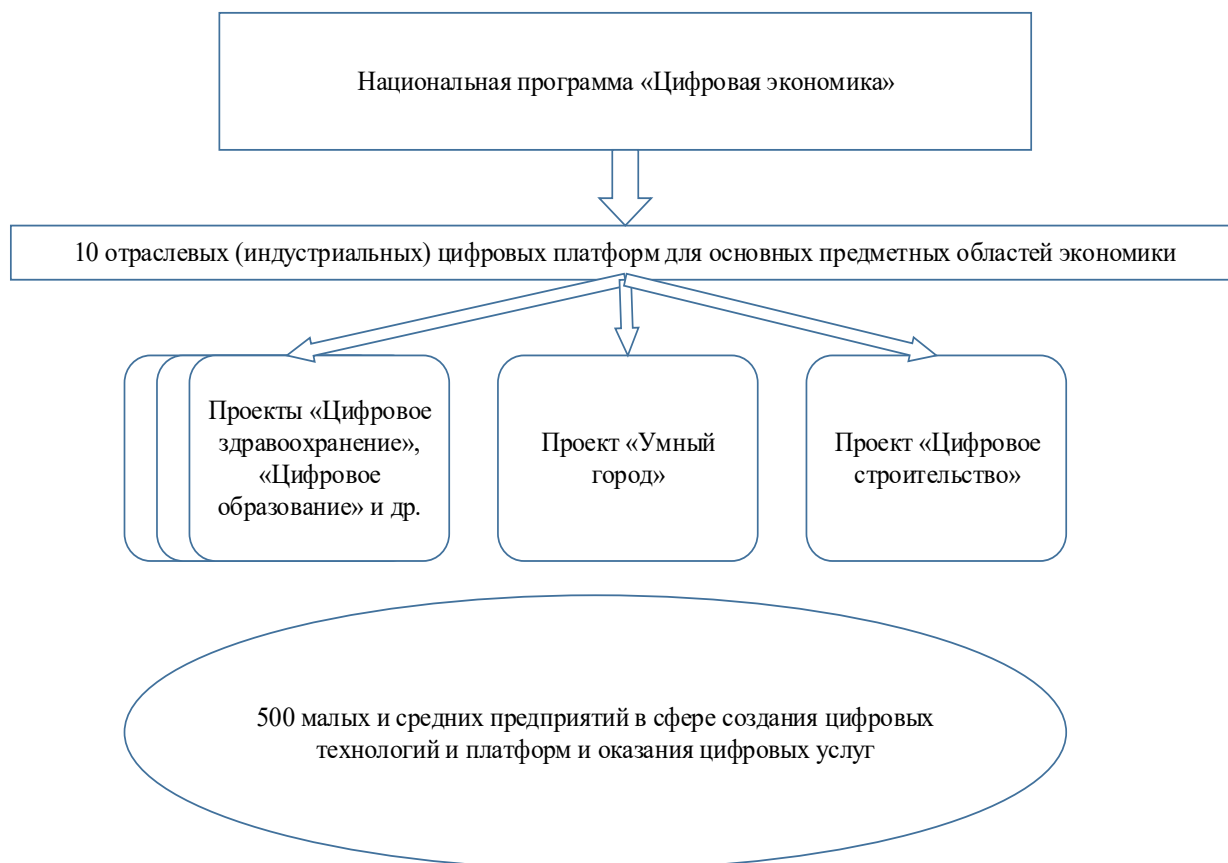 Национальная программа «Цифровая экономика»
10 отраслевых (индустриальных) цифровых платформ для основных предметных областей экономики
Проекты «Цифровое
здравоохранение»,
«Цифровое
образование» и др.
Проект «Умный
город»
Проект «Цифровое
строительство»
500 малых и средних предприятий в сфере создания цифровых
технологий и платформ и оказания цифровых услуг